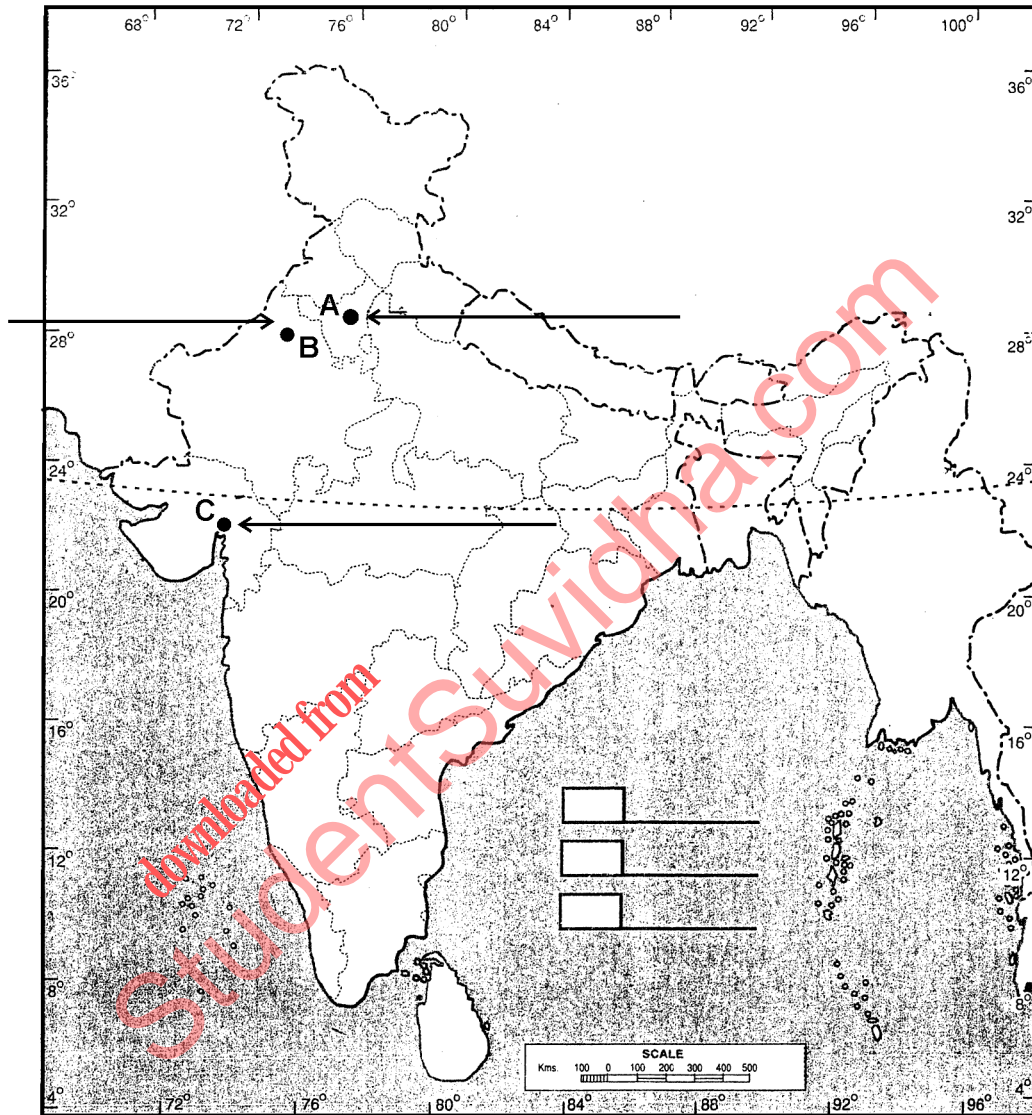 68° 72° 76° 80° 84° 88° 92° 96° 100°
36° 36°
32° 32°
A
B
28° 28°
24° 24°
C
20° 20°
16° 16°
12° 12°
8° 8°
SCALE
Kms. 100 0 100 200 300 400 500
4° 4°
72° 76° 80° 84° 88° 92° 96°
downloaded from
StudentSuvidha.com